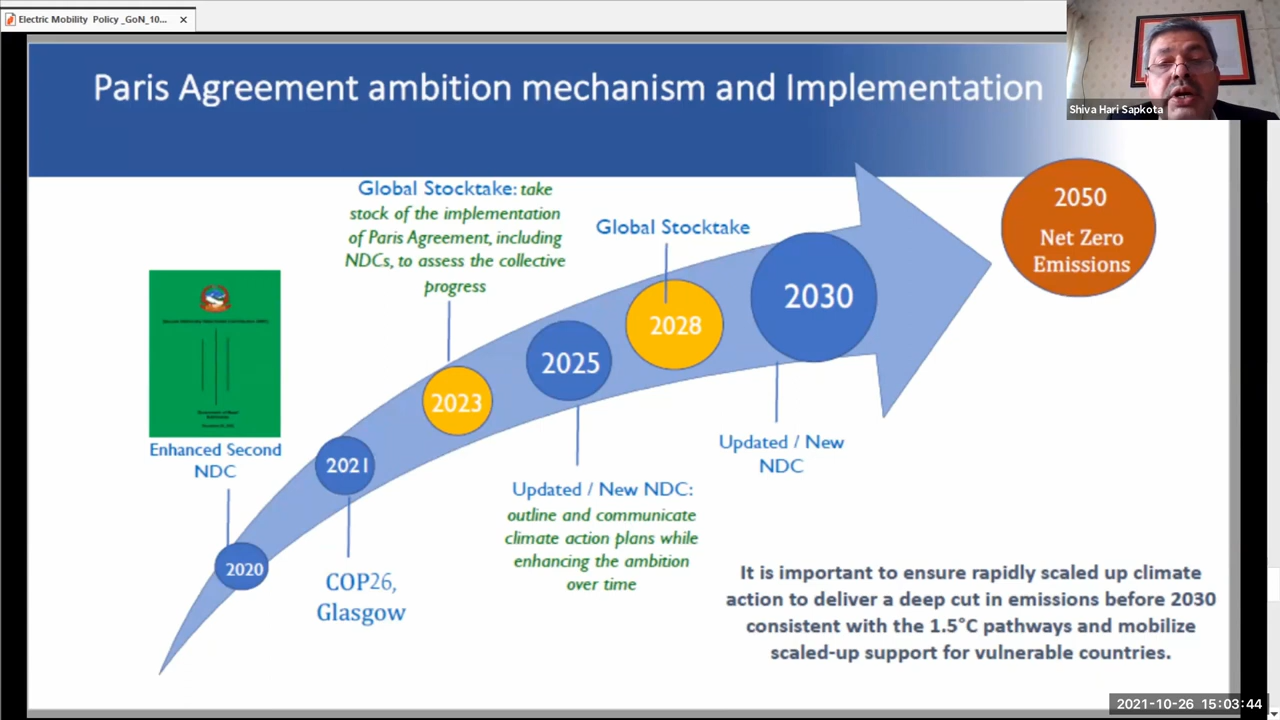 Electric Mobility Policy _GoN_10...
Paris Agreement ambition mechanism and Implementation
Shiva Hari Sapkota
Global Stocktake: take
stock of the implementation
of Paris Agreement, including
NDCs, to assess the collective
progress
Global Stocktake
2050
Net Zero
Emissions
2030
2028
2025
2023
2021
2020
Enhanced Second
NDC
COP26,
Glasgow
Updated / New NDC:
outline and communicate
climate action plans while
enhancing the ambition
over time
Updated / New
NDC
It is important to ensure rapidly scaled up climate
action to deliver a deep cut in emissions before 2030
consistent with the 1.5°C pathways and mobilize
scaled-up support for vulnerable countries.
2021-10-26 15:03:44